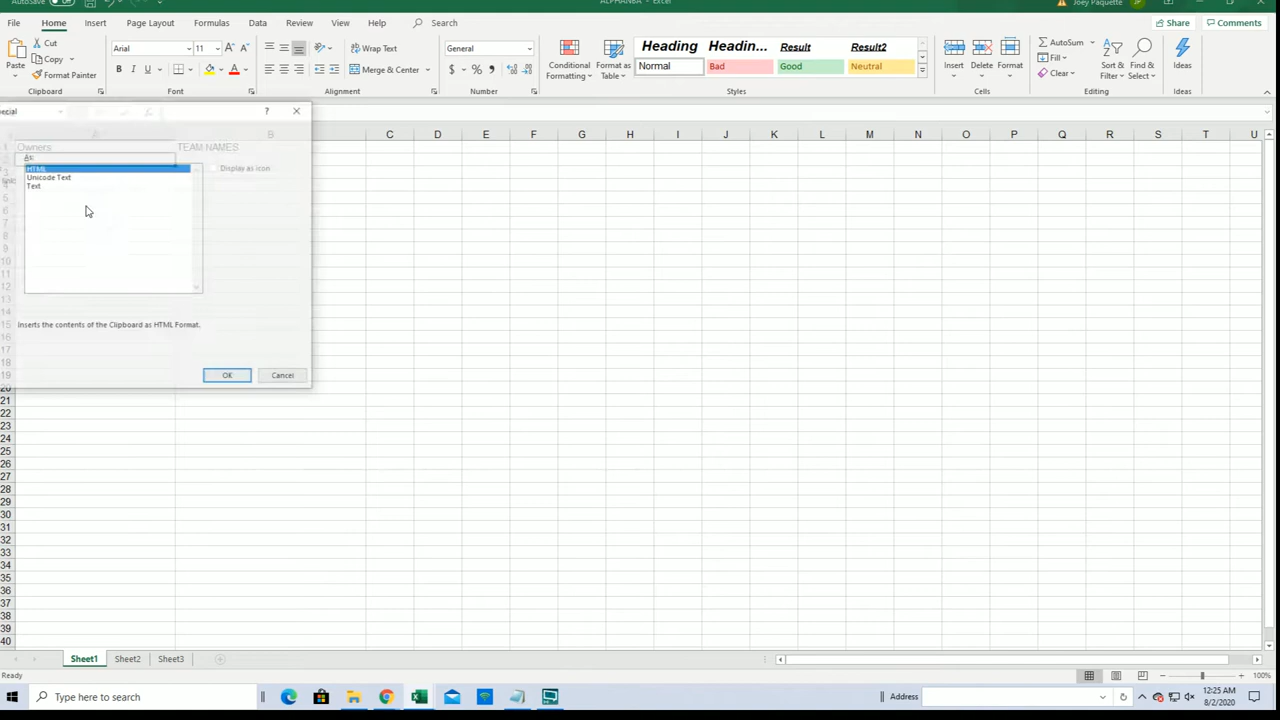 AutoSave
ALPHNBA - Excel
Joey Paquette
JP
File Home Insert Page Layout Formulas Data Review View Help Search
Share Comments
Paste
Cut
Copy
Format Painter
Clipboard
Arial 11
B I U
Font
Wrap Text
Merge & Center
Alignment
General
$ % 9
Number
Conditional Formatting
Format as Table
Heading Headin... Result Result2
Normal Bad Good Neutral
Styles
Insert Delete Format
Cells
AutoSum
Fill
Clear
Sort & Filter
Find & Select
Editing
Ideas
Ideas
ecial ? ×
B C D E F G H I J K L M N O P Q R S T U
Owners TEAM NAMES
As:
HTML
Unicode Text
Text
Display as icon
Inserts the contents of the Clipboard as HTML Format.
OK Cancel
1
3
4
5
6
7
8
9
10
11
12
13
14
15
16
17
18
19
20
21
22
23
24
25
26
27
28
29
30
31
32
33
34
35
36
37
38
39
40
Sheet1 Sheet2 Sheet3
Ready
100%
Type here to search
Address
12:25 AM
8/2/2020